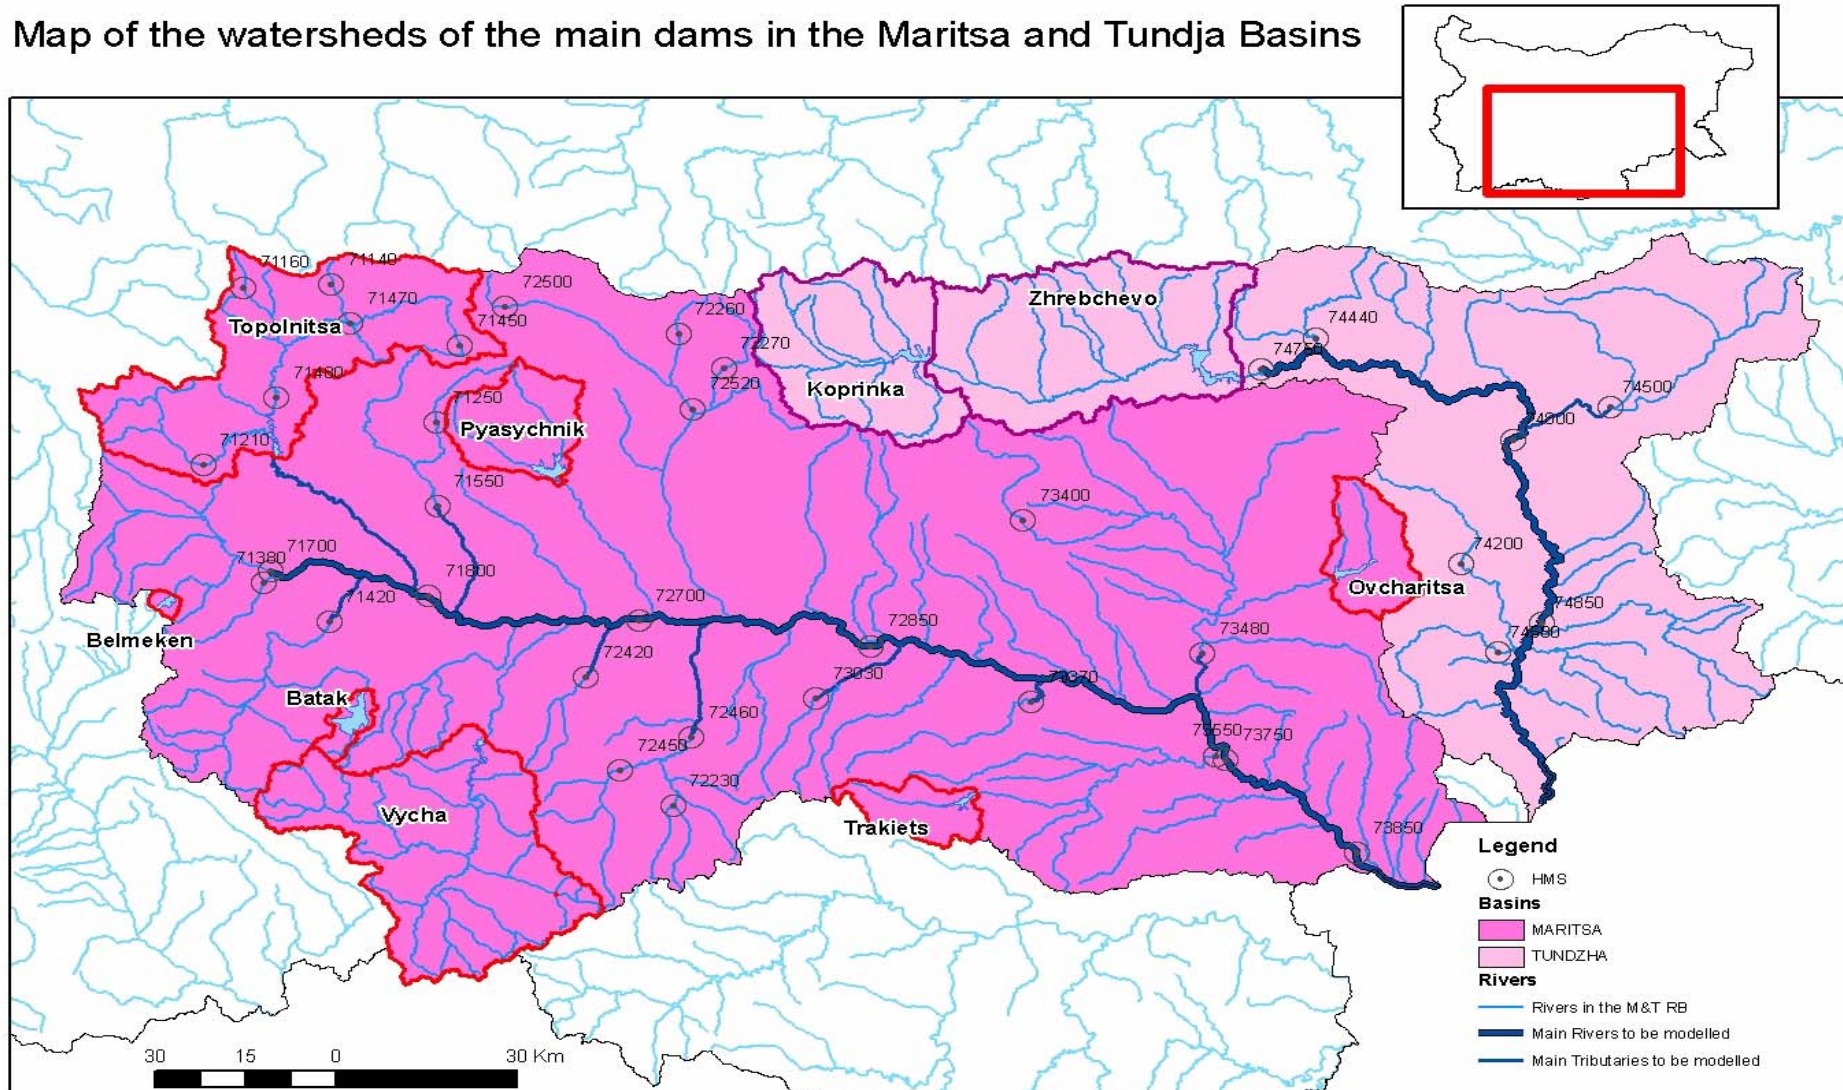 Map of the watersheds of the main dams in the Maritsa and Tundja Basins
71160
71140
72500
71470
Topolnitsa
71450
72260
Zhrebchevo
74440
72270
74750
71480
72520
Koprinka
74500
71250
Pyasychnik
74800
71210
71550
73400
74200
71700
71380
71800
Ovcharitsa
71420
72700
74850
Belmeken
72850
73480
72420
73030
73370
Batak
72460
72450
73750
72230
Vycha
Trakiets
73850
Legend
HMS
Basins
MARITSA
TUNDZHA
Rivers
Rivers in the M&T RB
Main Rivers to be modelled
Main Tributaries to be modelled
30 15 0 30 Km